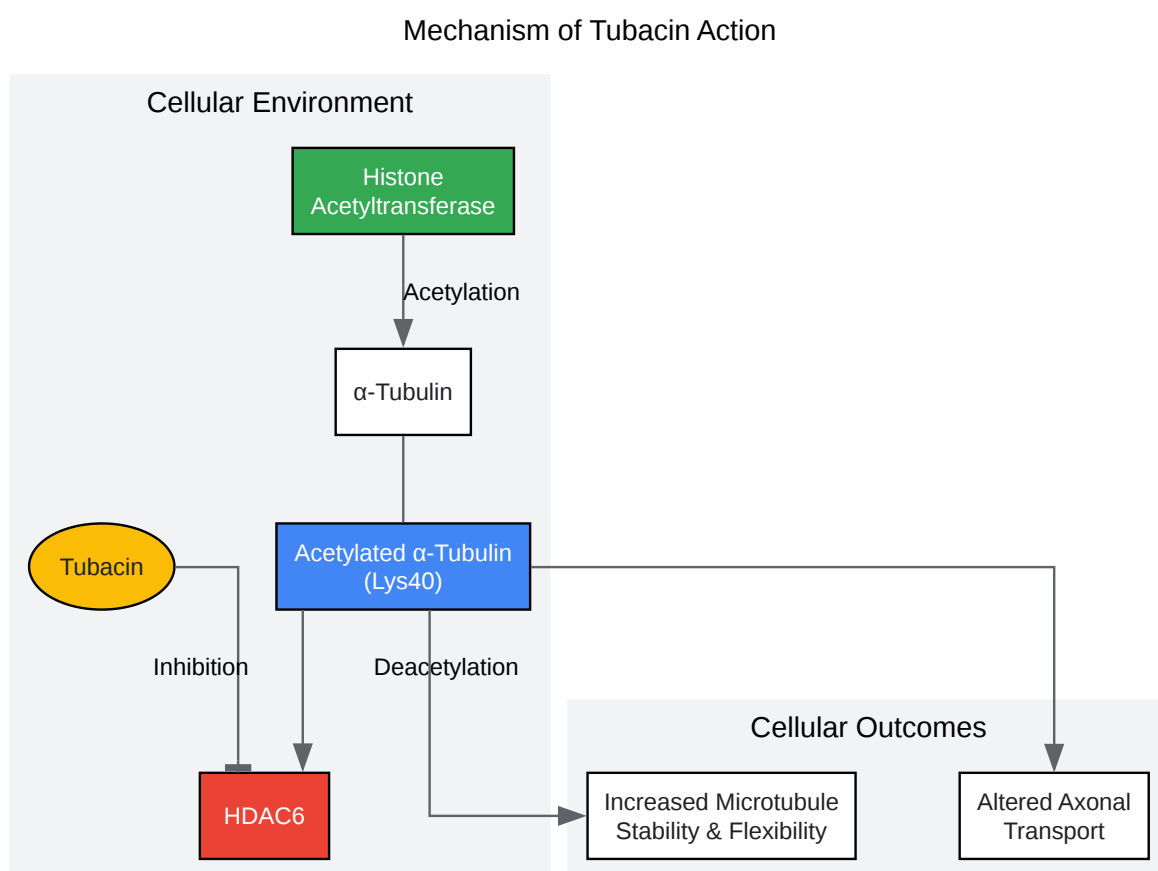 Mechanism of Tubacin Action
Cellular Environment
Histone
Acetyltransferase
Acetylation
α-Tubulin
Tubacin
Acetylated α-Tubulin
(Lys40)
Inhibition
Deacetylation
HDAC6
Cellular Outcomes
Increased Microtubule
Stability & Flexibility
Altered Axonal
Transport